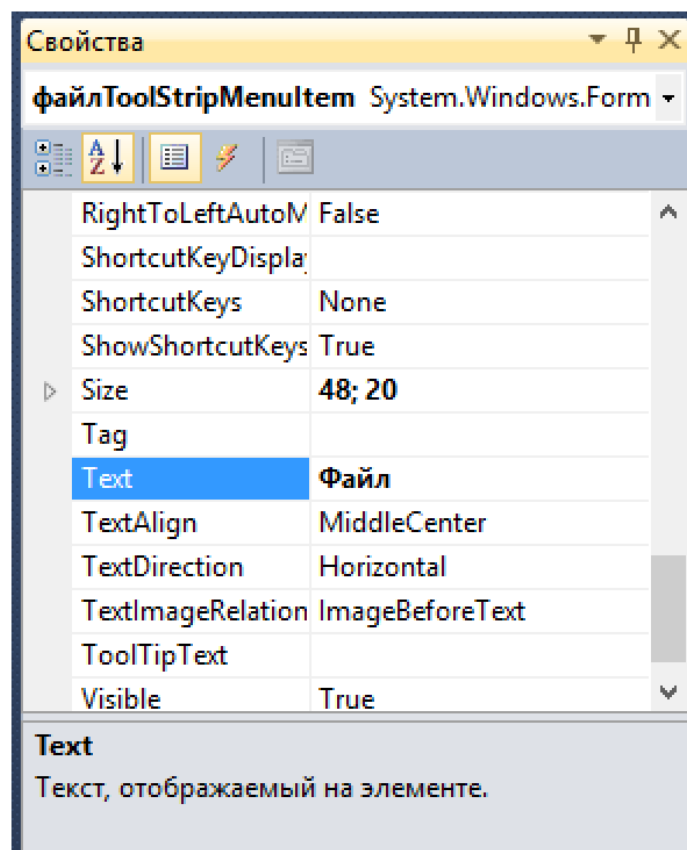 Свойства
файлToolStripMenuItem System.Windows.Form
RightToLeftAutoM False
ShortcutKeyDisplay
ShortcutKeys None
ShowShortcutKeys True
Size 48; 20
Tag
Text Файл
TextAlign MiddleCenter
TextDirection Horizontal
TextImageRelation ImageBeforeText
ToolTipText
Visible True
Text
Текст, отображаемый на элементе.